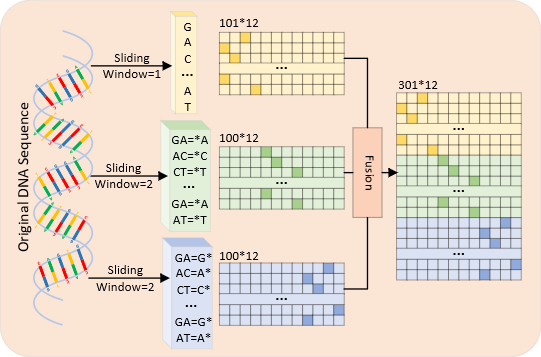 Original DNA Sequence
Sliding
Window=1
G
A
C
...
A
T
101*12
...
Sliding
Window=2
GA=*A
AC=*C
CT=*T
...
GA=*A
AT=*T
100*12
...
Sliding
Window=2
GA=G*
AC=A*
CT=C*
...
GA=G*
AT=A*
100*12
...
Fusion
301*12
...
...
...